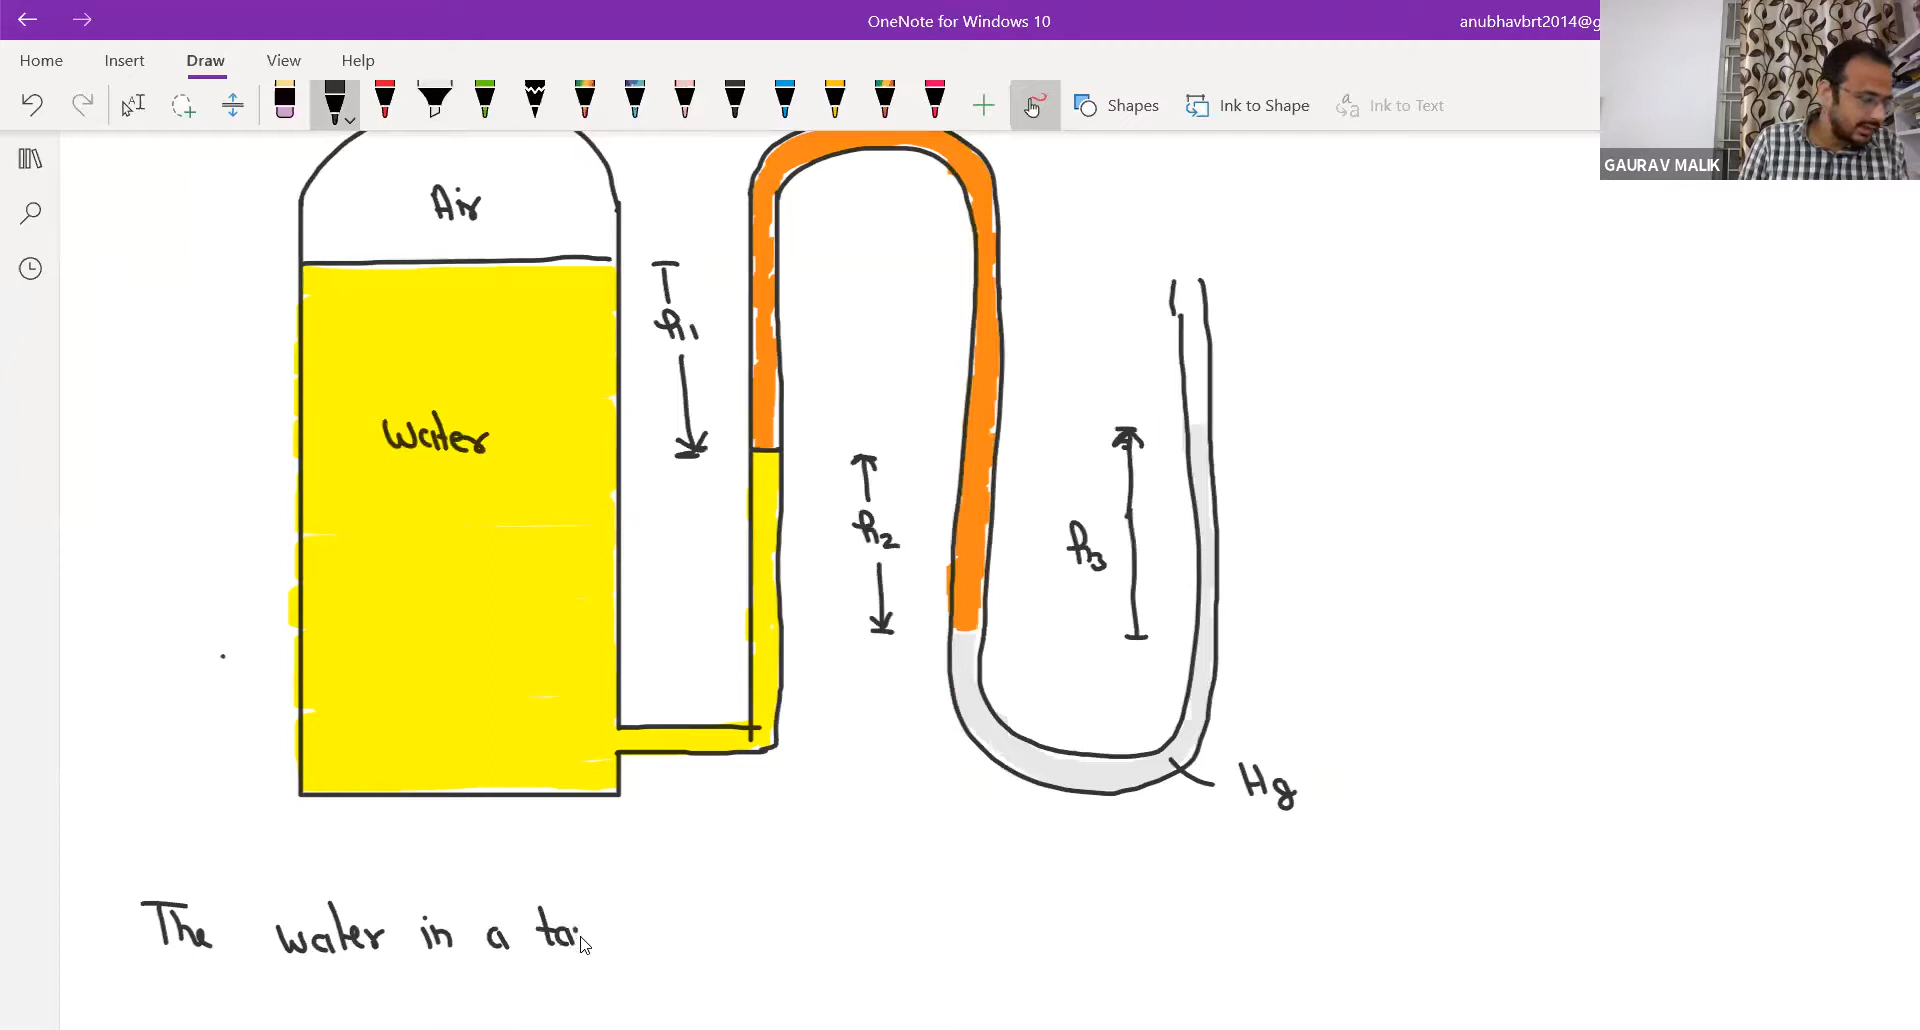 OneNote for Windows 10
anubhavbrt2014@g
Home Insert Draw View Help
Shapes Ink to Shape Ink to Text
GAURAV MALIK
Air
h1
Water
h2
h3
Hg
The water in a ta